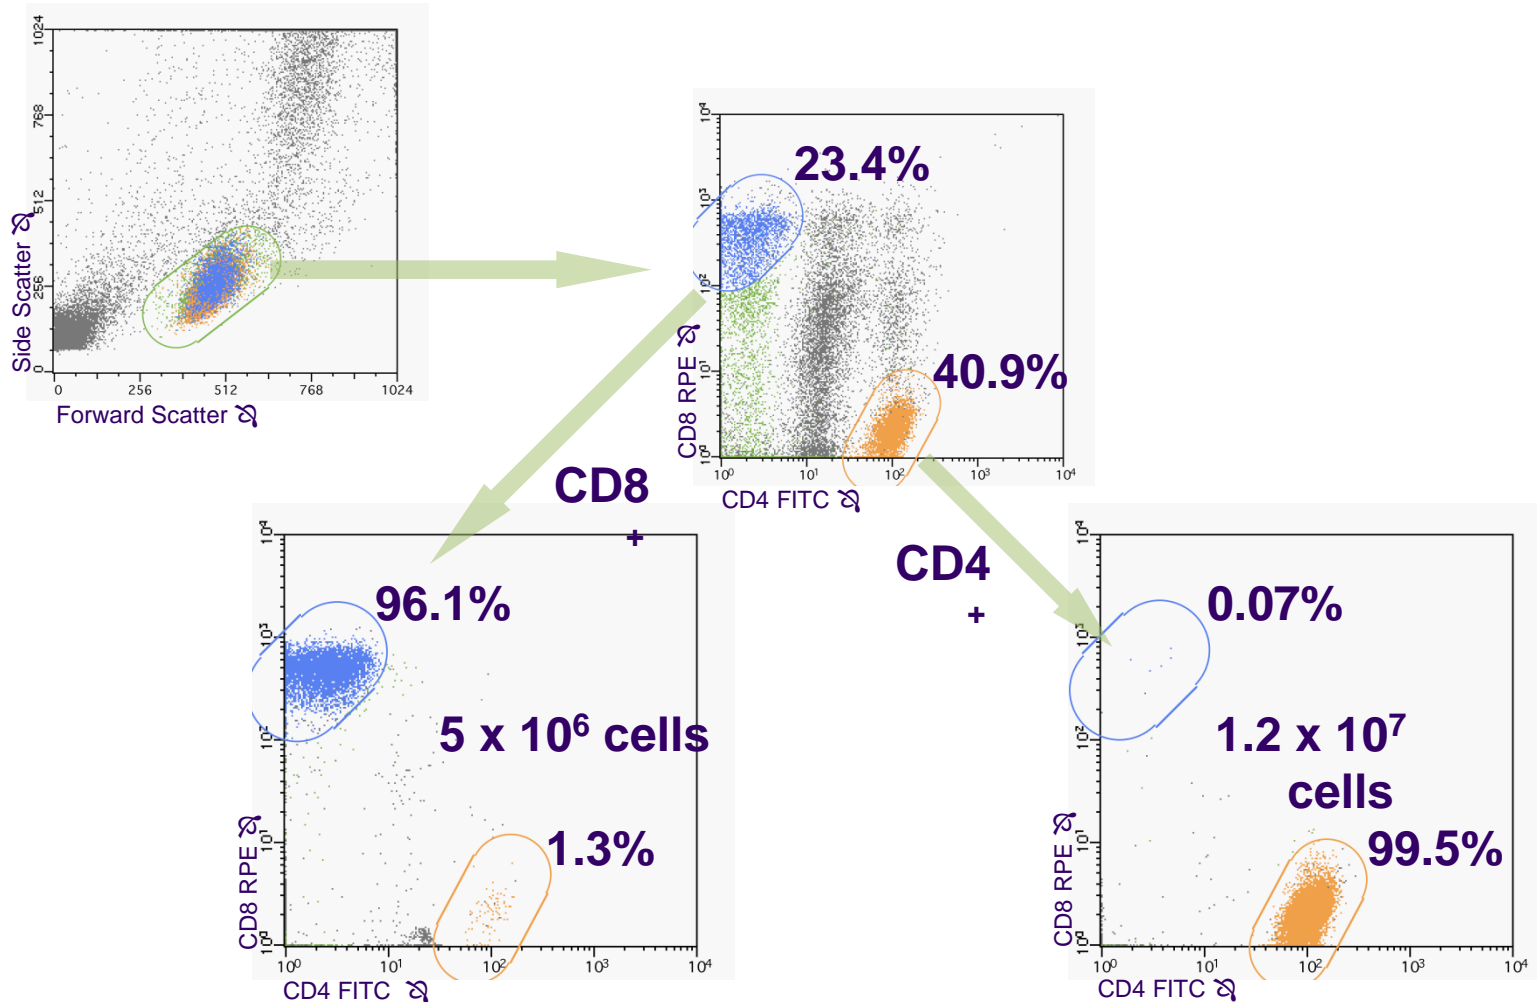 1024
768
512
256
0
Side Scatter
0 256 512 768 1024
Forward Scatter
10⁴
10³
10²
10¹
10⁰
CD8 RPE
23.4%
40.9%
10⁰ 10¹ 10² 10³ 10⁴
CD4 FITC
CD8
+
CD4
+
10⁴
10³
10²
10¹
10⁰
CD8 RPE
96.1%
5 x 10⁶ cells
1.3%
10⁰ 10¹ 10² 10³ 10⁴
CD4 FITC
10⁴
10³
10²
10¹
10⁰
CD8 RPE
0.07%
1.2 x 10⁷
cells
99.5%
10⁰ 10¹ 10² 10³ 10⁴
CD4 FITC